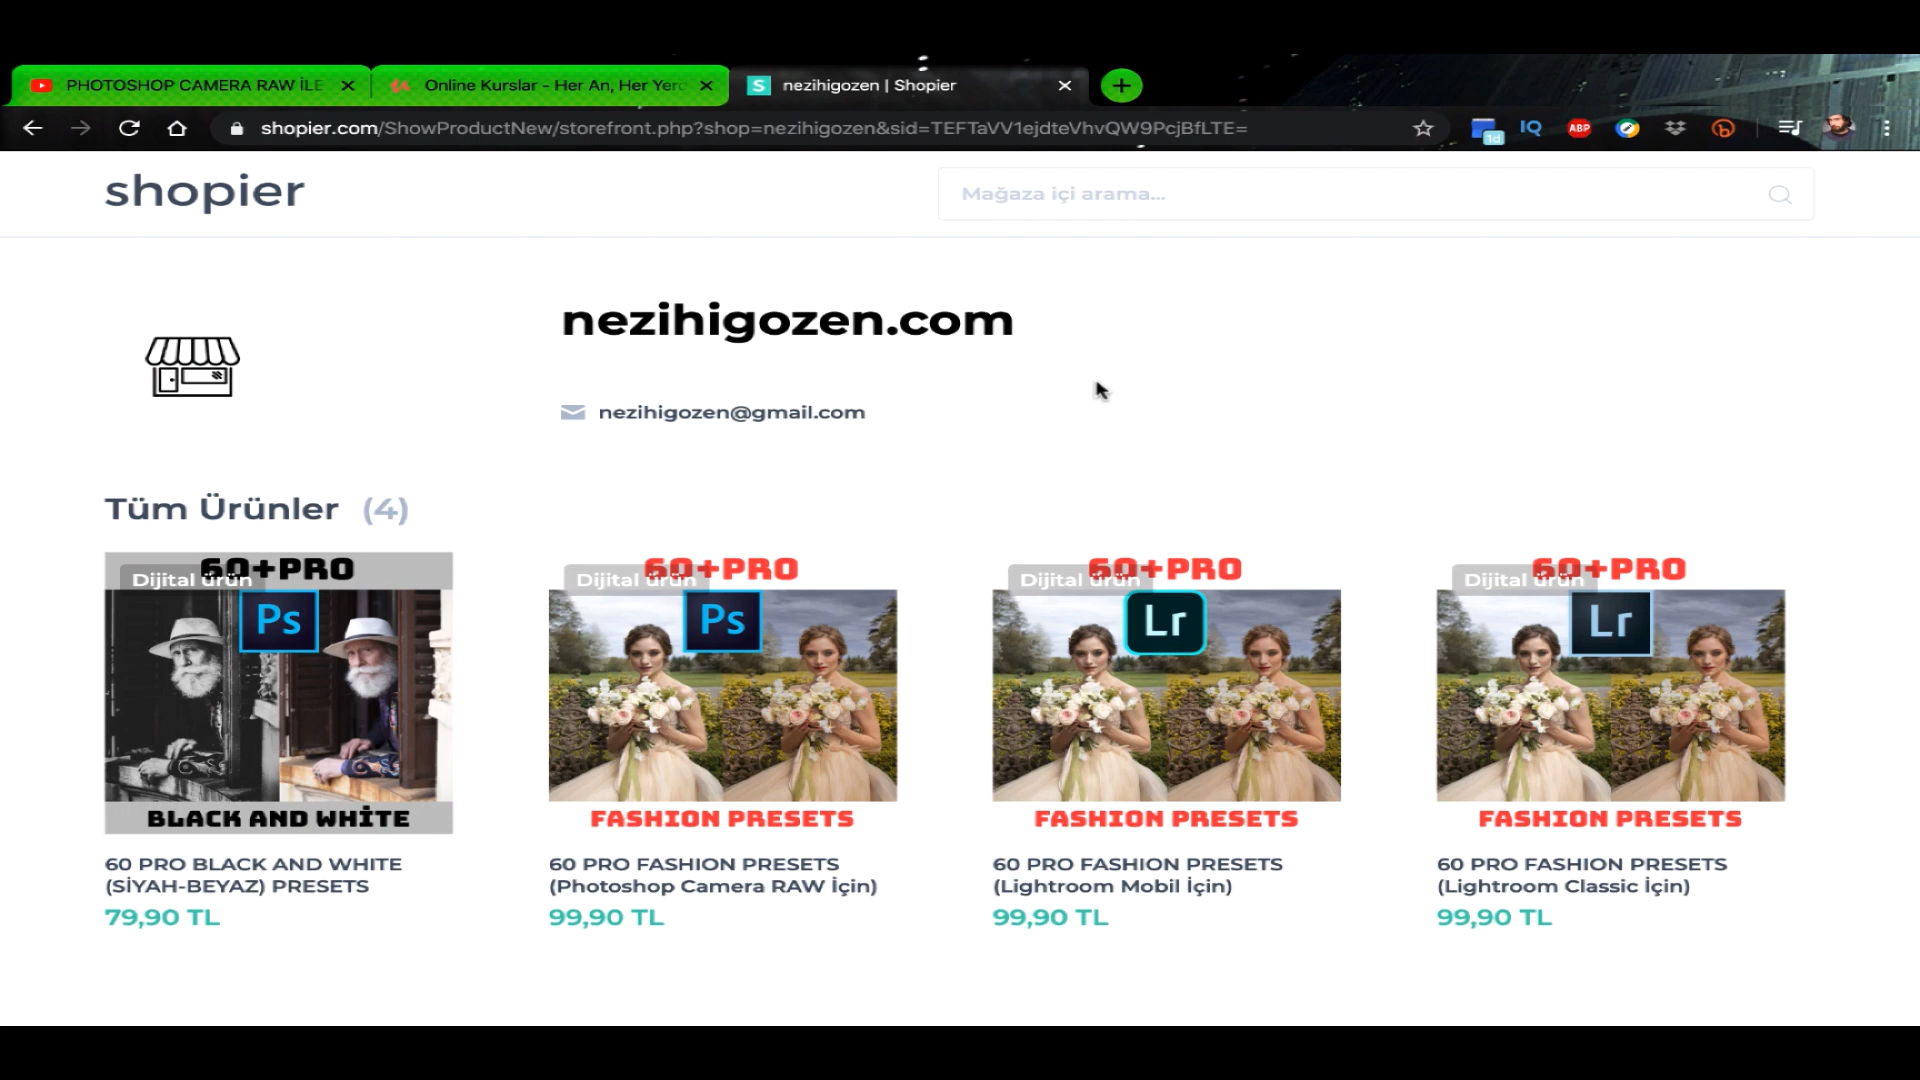 PHOTOSHOP CAMERA RAW İLE
Online Kurslar - Her An, Her Yerd
nezihigozen | Shopier
shopier.com/ShowProductNew/storefront.php?shop=nezihigozen&sid=TEFTaVV1ejdteVhvQW9PcjBfLTE=
1d
IQ
ABP
shopier
Mağaza içi arama...
nezihigozen.com
nezihigozen@gmail.com
Tüm Ürünler (4)
60+PRO
Dijital ürün
Ps
BLACK AND WHİTE
60 PRO BLACK AND WHITE
(SİYAH-BEYAZ) PRESETS
79,90 TL
60+PRO
Dijital ürün
Ps
FASHION PRESETS
60 PRO FASHION PRESETS
(Photoshop Camera RAW İçin)
99,90 TL
60+PRO
Dijital ürün
Lr
FASHION PRESETS
60 PRO FASHION PRESETS
(Lightroom Mobil İçin)
99,90 TL
60+PRO
Dijital ürün
Lr
FASHION PRESETS
60 PRO FASHION PRESETS
(Lightroom Classic İçin)
99,90 TL